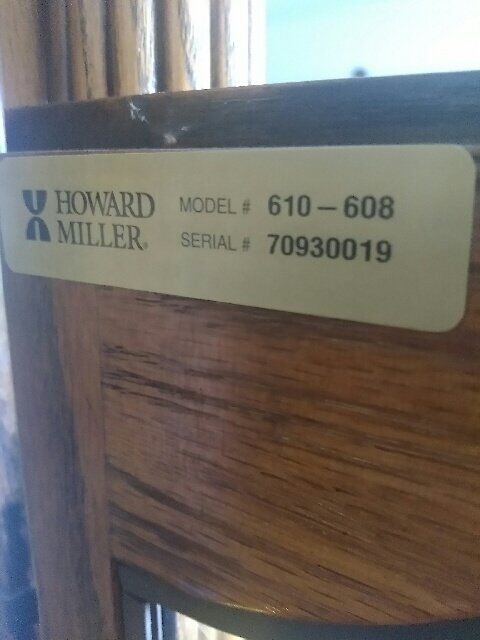 HOWARD MILLER®
MODEL # 610-608
SERIAL # 70930019